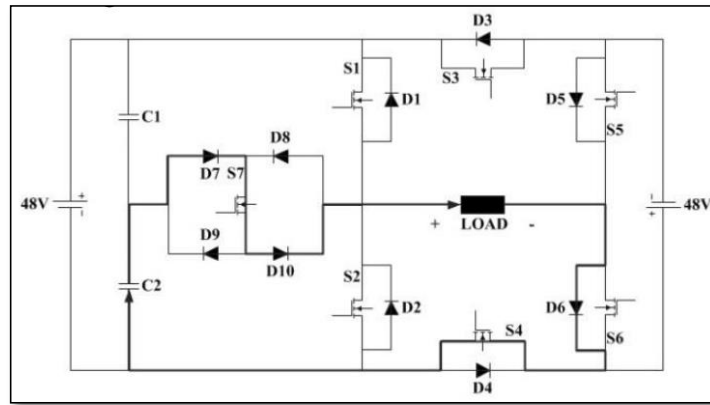 D3
S1
S3
D1
D5
S5
C1
D8
D7
S7
48V
+
-
-
+
48V
+
LOAD
-
D9
D10
C2
S2
D2
S4
D6
S6
D4